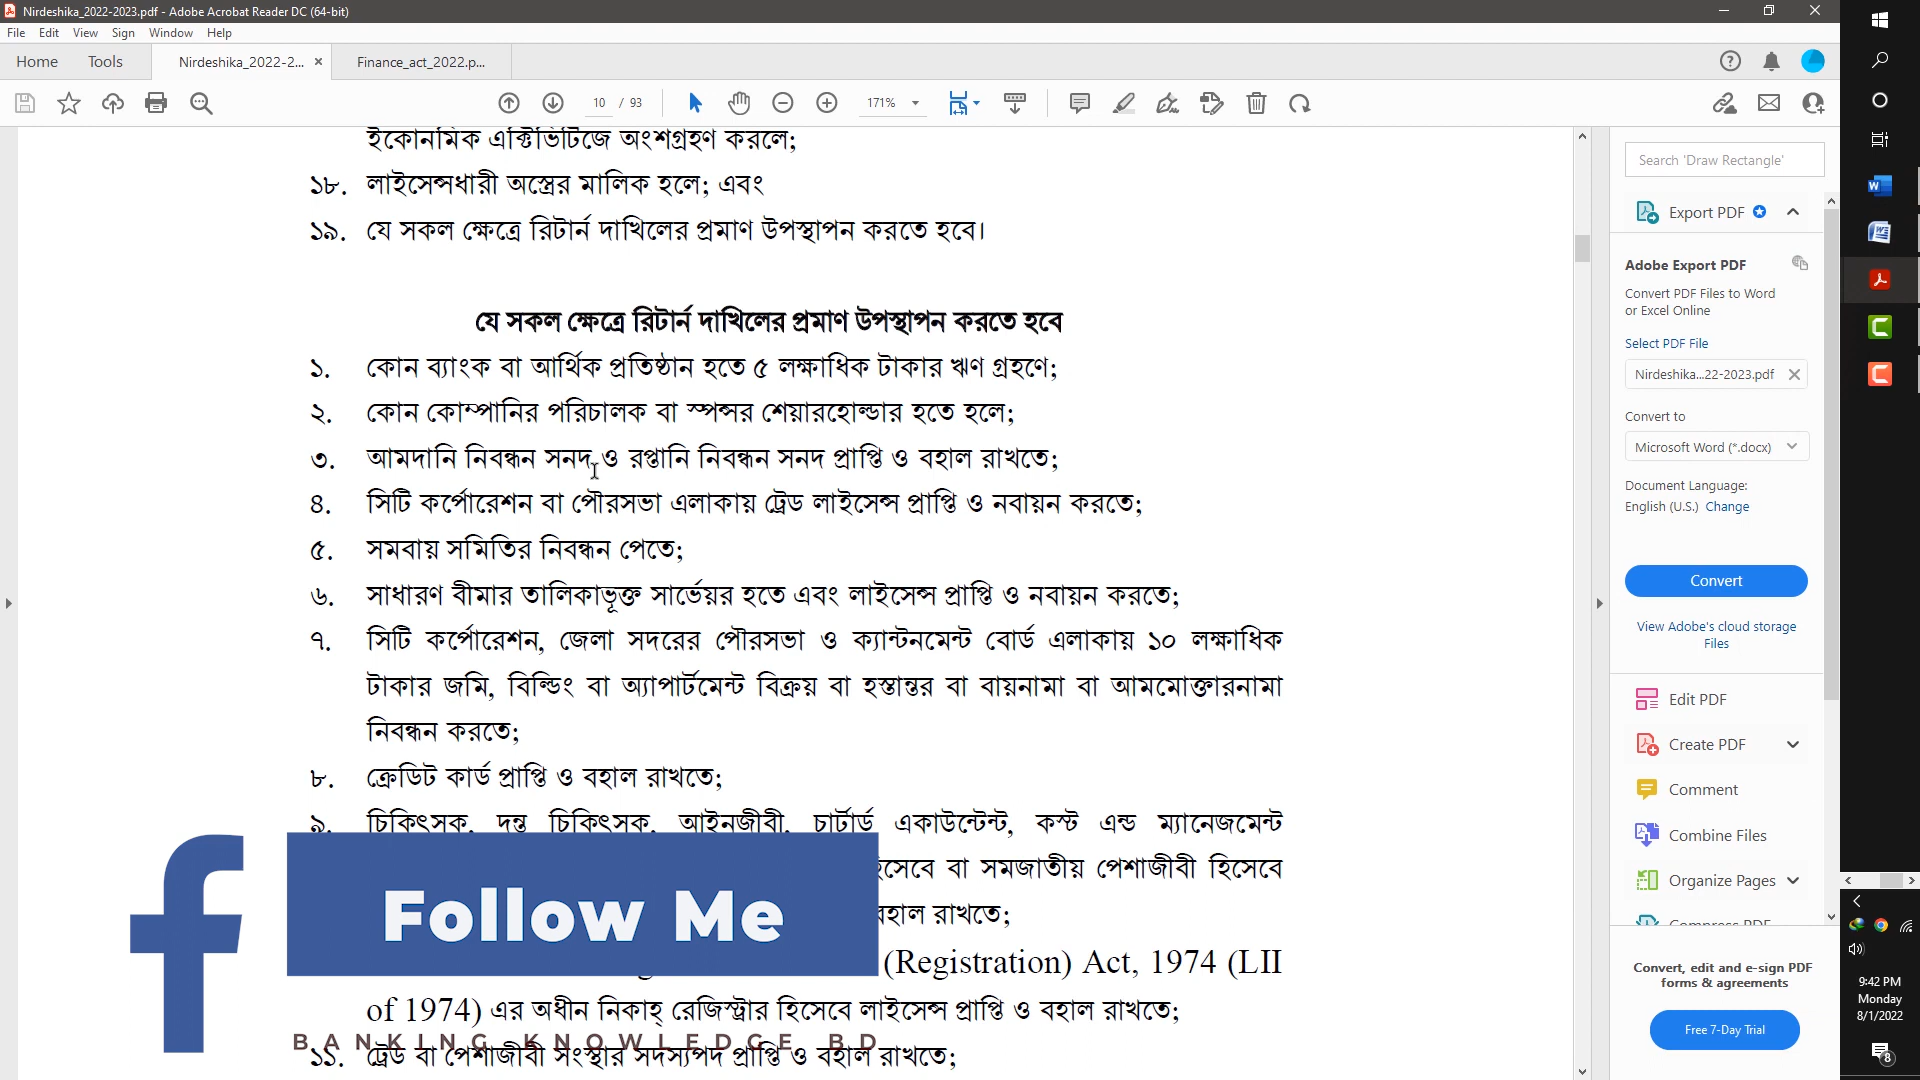 Nirdeshika_2022-2023.pdf - Adobe Acrobat Reader DC (64-bit)
File Edit View Sign Window Help
Home Tools Nirdeshika_2022-2... × Finance_act_2022.p...
10 / 93 171%
ইকোনমিক এক্টিভিটিজে অংশগ্রহণ করলে;
১৮. লাইসেন্সধারী অস্ত্রের মালিক হলে; এবং
১৯. যে সকল ক্ষেত্রে রিটার্ন দাখিলের প্রমাণ উপস্থাপন করতে হবে।
যে সকল ক্ষেত্রে রিটার্ন দাখিলের প্রমাণ উপস্থাপন করতে হবে
১. কোন ব্যাংক বা আর্থিক প্রতিষ্ঠান হতে ৫ লক্ষাধিক টাকার ঋণ গ্রহণে;
২. কোন কোম্পানির পরিচালক বা স্পন্সর শেয়ারহোল্ডার হতে হলে;
৩. আমদানি নিবন্ধন সনদ ও রপ্তানি নিবন্ধন সনদ প্রাপ্তি ও বহাল রাখতে;
৪. সিটি কর্পোরেশন বা পৌরসভা এলাকায় ট্রেড লাইসেন্স প্রাপ্তি ও নবায়ন করতে;
৫. সমবায় সমিতির নিবন্ধন পেতে;
৬. সাধারণ বীমার তালিকাভূক্ত সার্ভেয়র হতে এবং লাইসেন্স প্রাপ্তি ও নবায়ন করতে;
৭. সিটি কর্পোরেশন, জেলা সদরের পৌরসভা ও ক্যান্টনমেন্ট বোর্ড এলাকায় ১০ লক্ষাধিক
টাকার জমি, বিল্ডিং বা অ্যাপার্টমেন্ট বিক্রয় বা হস্তান্তর বা বায়নামা বা আমমোক্তারনামা
নিবন্ধন করতে;
৮. ক্রেডিট কার্ড প্রাপ্তি ও বহাল রাখতে;
৯. চিকিৎসক, দন্ত চিকিৎসক, আইনজীবী, চার্টার্ড একাউন্টেন্ট, কস্ট এন্ড ম্যানেজমেন্ট
হিসেবে বা সমজাতীয় পেশাজীবী হিসেবে
বহাল রাখতে;
(Registration) Act, 1974 (LII
of 1974) এর অধীন নিকাহ্ রেজিস্ট্রার হিসেবে লাইসেন্স প্রাপ্তি ও বহাল রাখতে;
১১. ট্রেড বা পেশাজীবী সংস্থার সদস্যপদ প্রাপ্তি ও বহাল রাখতে;
Follow Me
BANKING KNOWLEDGE BD
Search 'Draw Rectangle'
Export PDF
Adobe Export PDF
Convert PDF Files to Word
or Excel Online
Select PDF File
Nirdeshika...22-2023.pdf
Convert to
Microsoft Word (*.docx)
Document Language:
English (U.S.) Change
Convert
View Adobe's cloud storage
Files
Edit PDF
Create PDF
Comment
Combine Files
Organize Pages
Compress PDF
Convert, edit and e-sign PDF
forms & agreements
Free 7-Day Trial
9:42 PM
Monday
8/1/2022
8